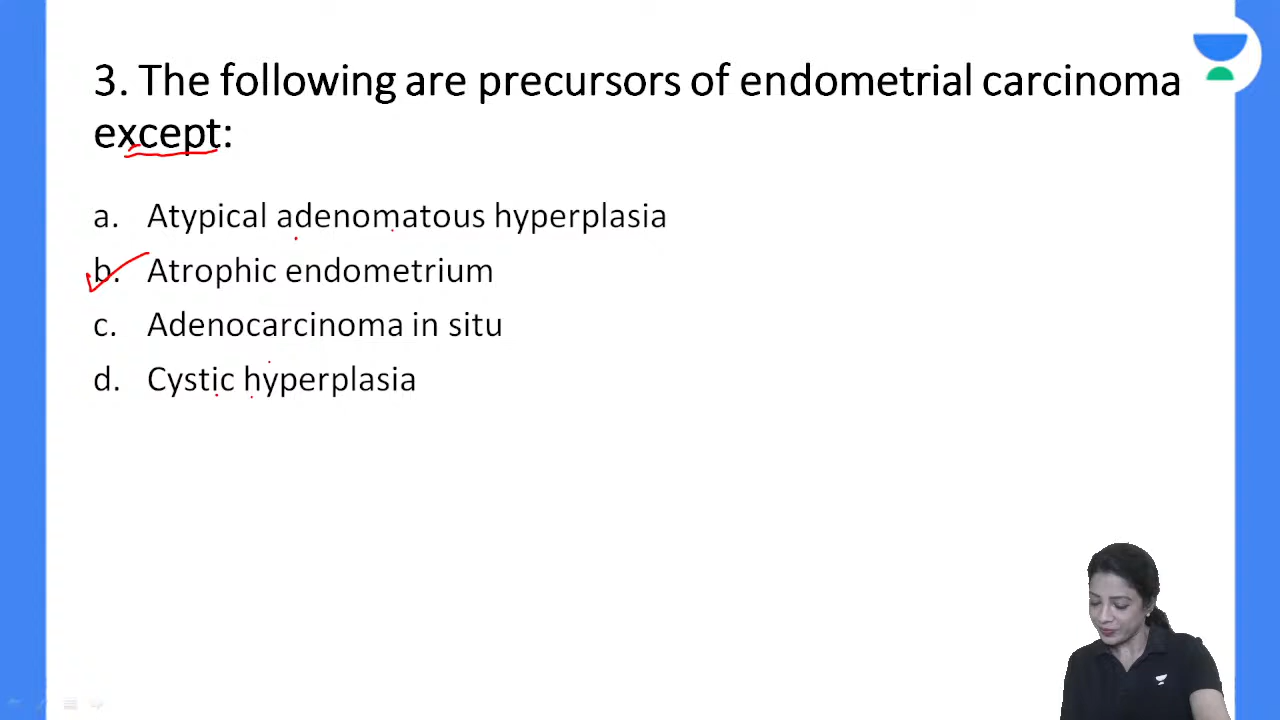 3. The following are precursors of endometrial carcinoma
except:
a. Atypical adenomatous hyperplasia
b. Atrophic endometrium
c. Adenocarcinoma in situ
d. Cystic hyperplasia